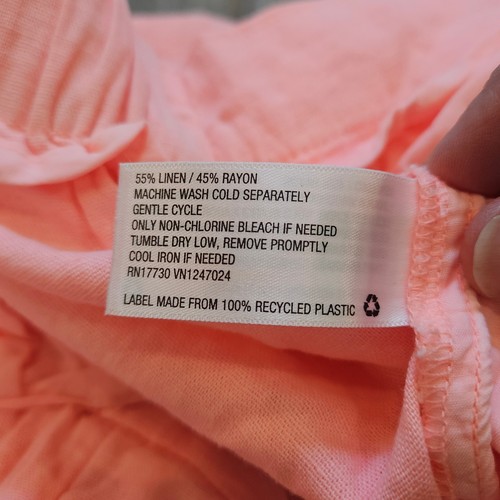 55% LINEN / 45% RAYON
MACHINE WASH COLD SEPARATELY
GENTLE CYCLE
ONLY NON-CHLORINE BLEACH IF NEEDED
TUMBLE DRY LOW, REMOVE PROMPTLY
COOL IRON IF NEEDED
RN17730 VN1247024
LABEL MADE FROM 100% RECYCLED PLASTIC